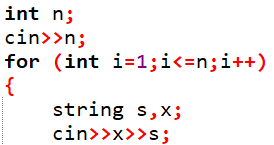 int n;
cin>>n;
for (int i=1;i<=n;i++)
{
    string s,x;
    cin>>x>>s;